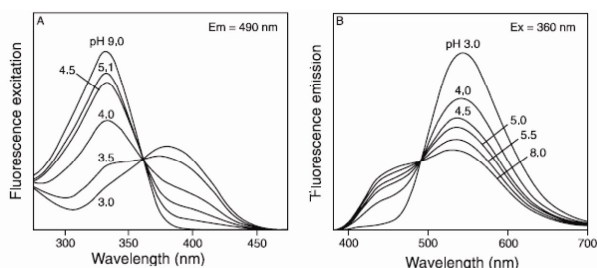 A
Em = 490 nm
pH 9,0
4.5
5,1
4,0
3.5
3.0
Fluorescence excitation
300
350
400
450
Wavelength (nm)
B
Ex = 360 nm
pH 3.0
4,0
4.5
5.0
5.5
8.0
Fluorescence emission
400
500
600
700
Wavelength (nm)